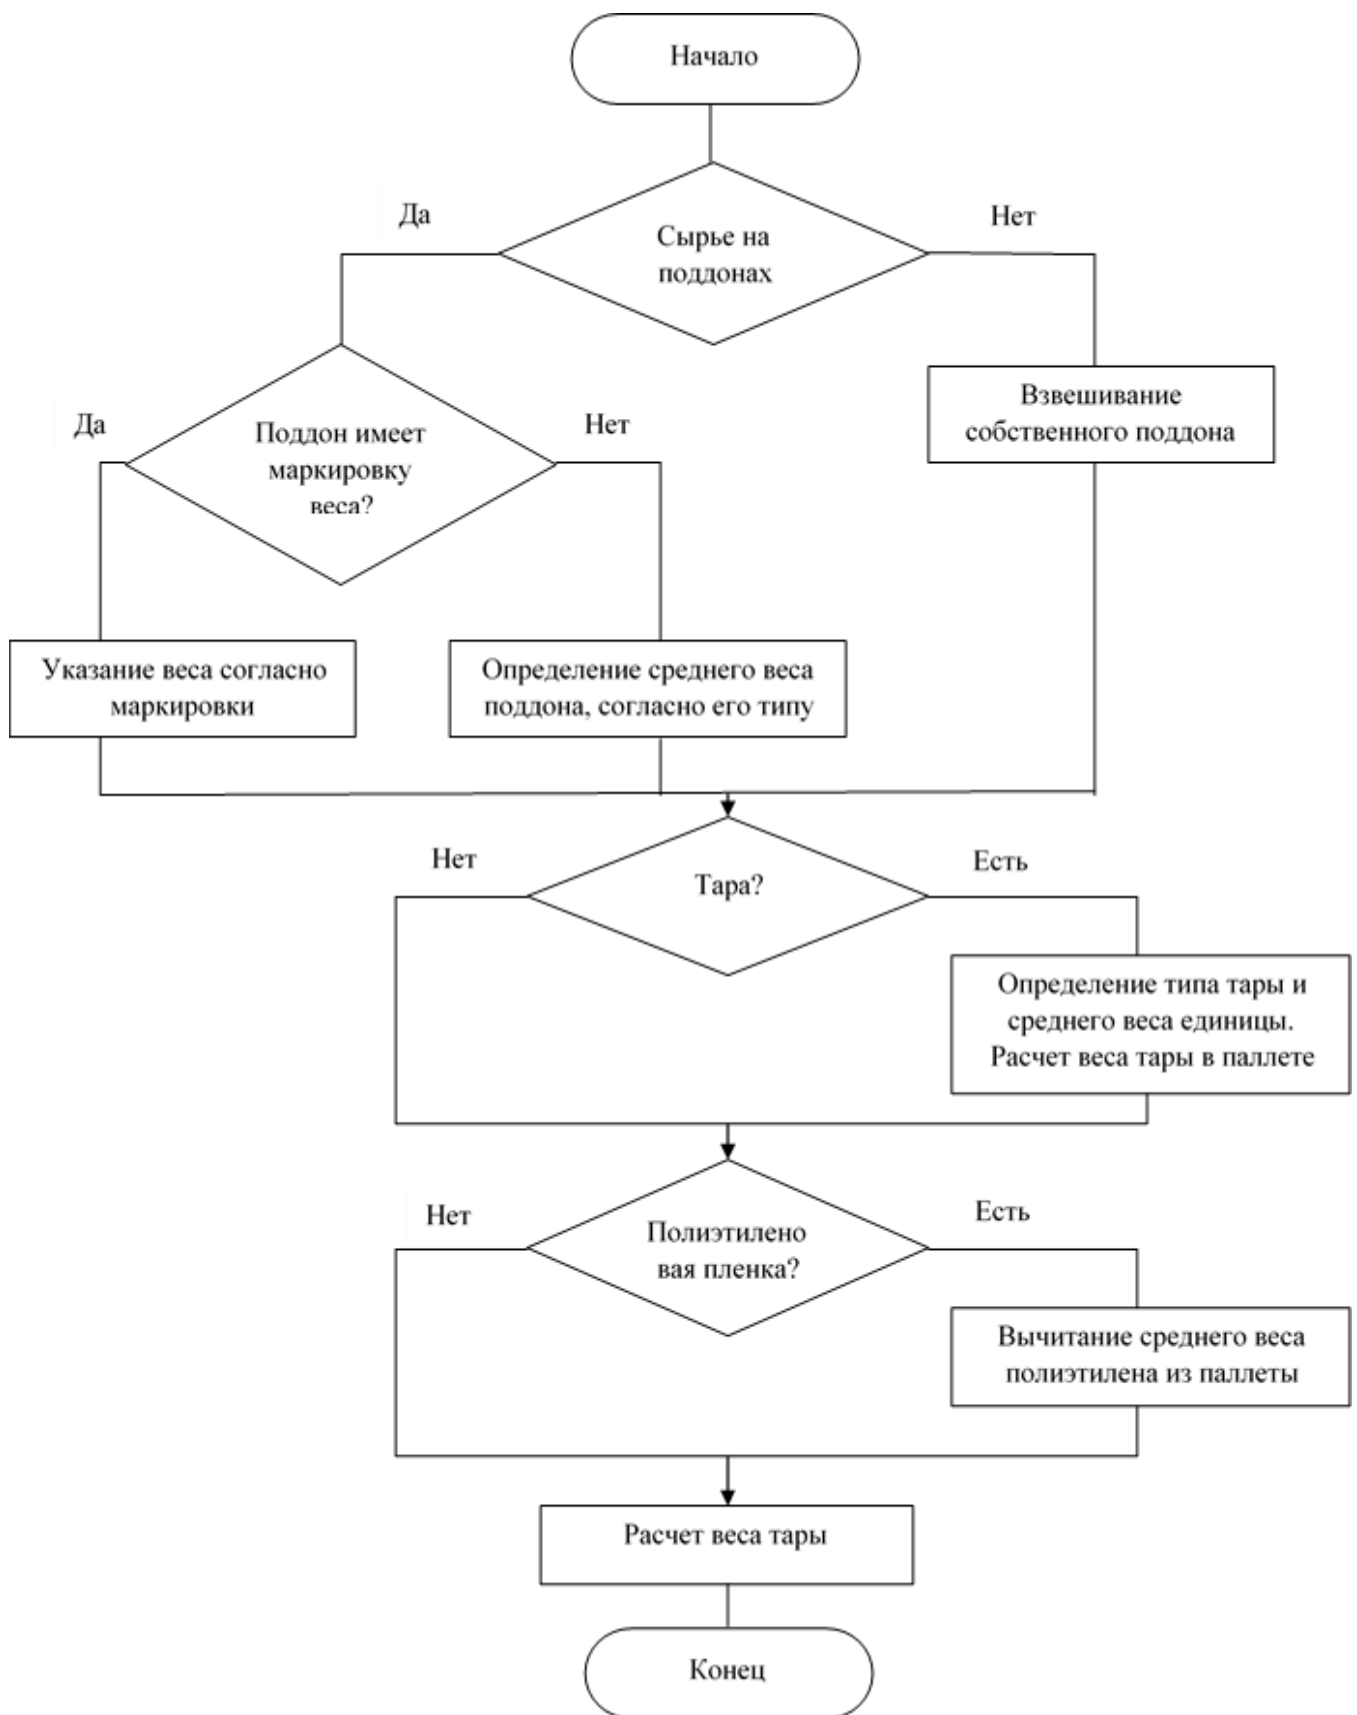 Начало
Да
Нет
Сырье на
поддонах
Взвешивание
собственного поддона
Да
Нет
Поддон имеет
маркировку
веса?
Указание веса согласно
маркировки
Определение среднего веса
поддона, согласно его типу
Нет
Есть
Тара?
Определение типа тары и
среднего веса единицы.
Расчет веса тары в паллете
Нет
Есть
Полиэтилено
вая пленка?
Вычитание среднего веса
полиэтилена из паллеты
Расчет веса тары
Конец